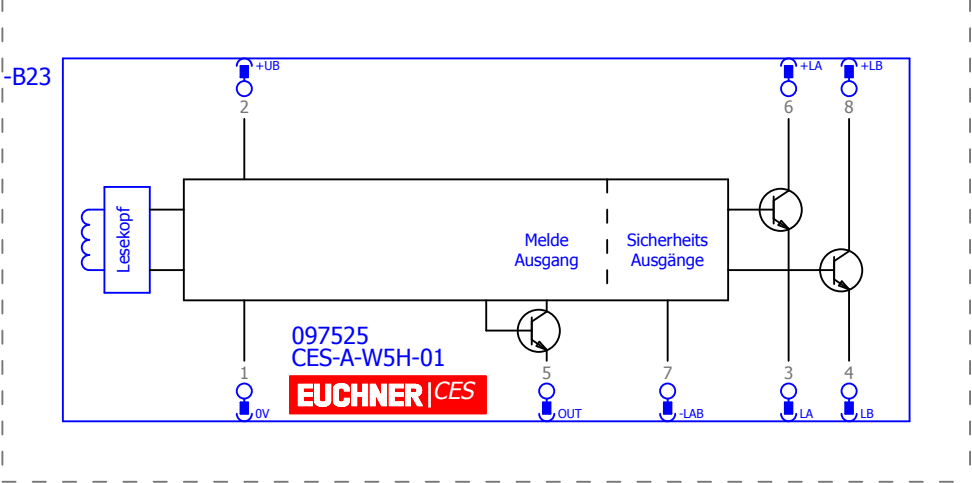 -B23
+UB
+LA
+LB
2
6
8
Lesekopf
Melde
Ausgang
Sicherheits
Ausgänge
097525
CES-A-W5H-01
EUCHNER|CES
1
5
7
3
4
0V
OUT
-LAB
LA
LB